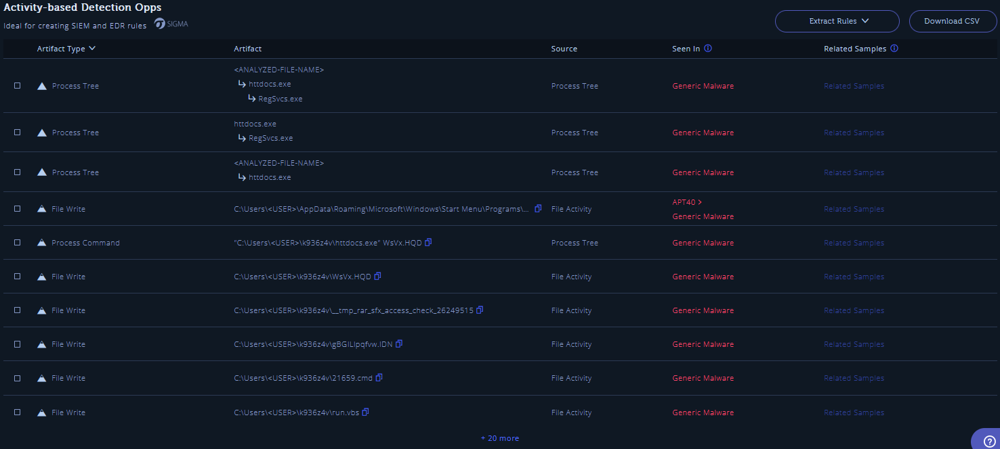 Activity-based Detection Opps
Ideal for creating SIEM and EDR rules SIGMA
Extract Rules Download CSV
Artifact Type Artifact Source Seen In Related Samples
<ANALYZED-FILE-NAME>
httdocs.exe
Process Tree RegSvcs.exe Process Tree Generic Malware Related Samples
httdocs.exe
Process Tree RegSvcs.exe Process Tree Generic Malware Related Samples
<ANALYZED-FILE-NAME>
Process Tree httdocs.exe Process Tree Generic Malware Related Samples
File Write C:\Users\<USER>\AppData\Roaming\Microsoft\Windows\Start Menu\Programs\... File Activity APT40 > Related Samples
Generic Malware
Process Command "C:\Users\<USER>\k936z4v\httdocs.exe" WsVx.HQD Process Tree Generic Malware Related Samples
File Write C:\Users\<USER>\k936z4v\WsVx.HQD File Activity Generic Malware Related Samples
File Write C:\Users\<USER>\k936z4v\__tmp_rar_sfx_access_check_26249515 File Activity Generic Malware Related Samples
File Write C:\Users\<USER>\k936z4v\gBGILIpqfvw.IDN File Activity Generic Malware Related Samples
File Write C:\Users\<USER>\k936z4v\21659.cmd File Activity Generic Malware Related Samples
File Write C:\Users\<USER>\k936z4v\run.vbs File Activity Generic Malware Related Samples
+ 20 more